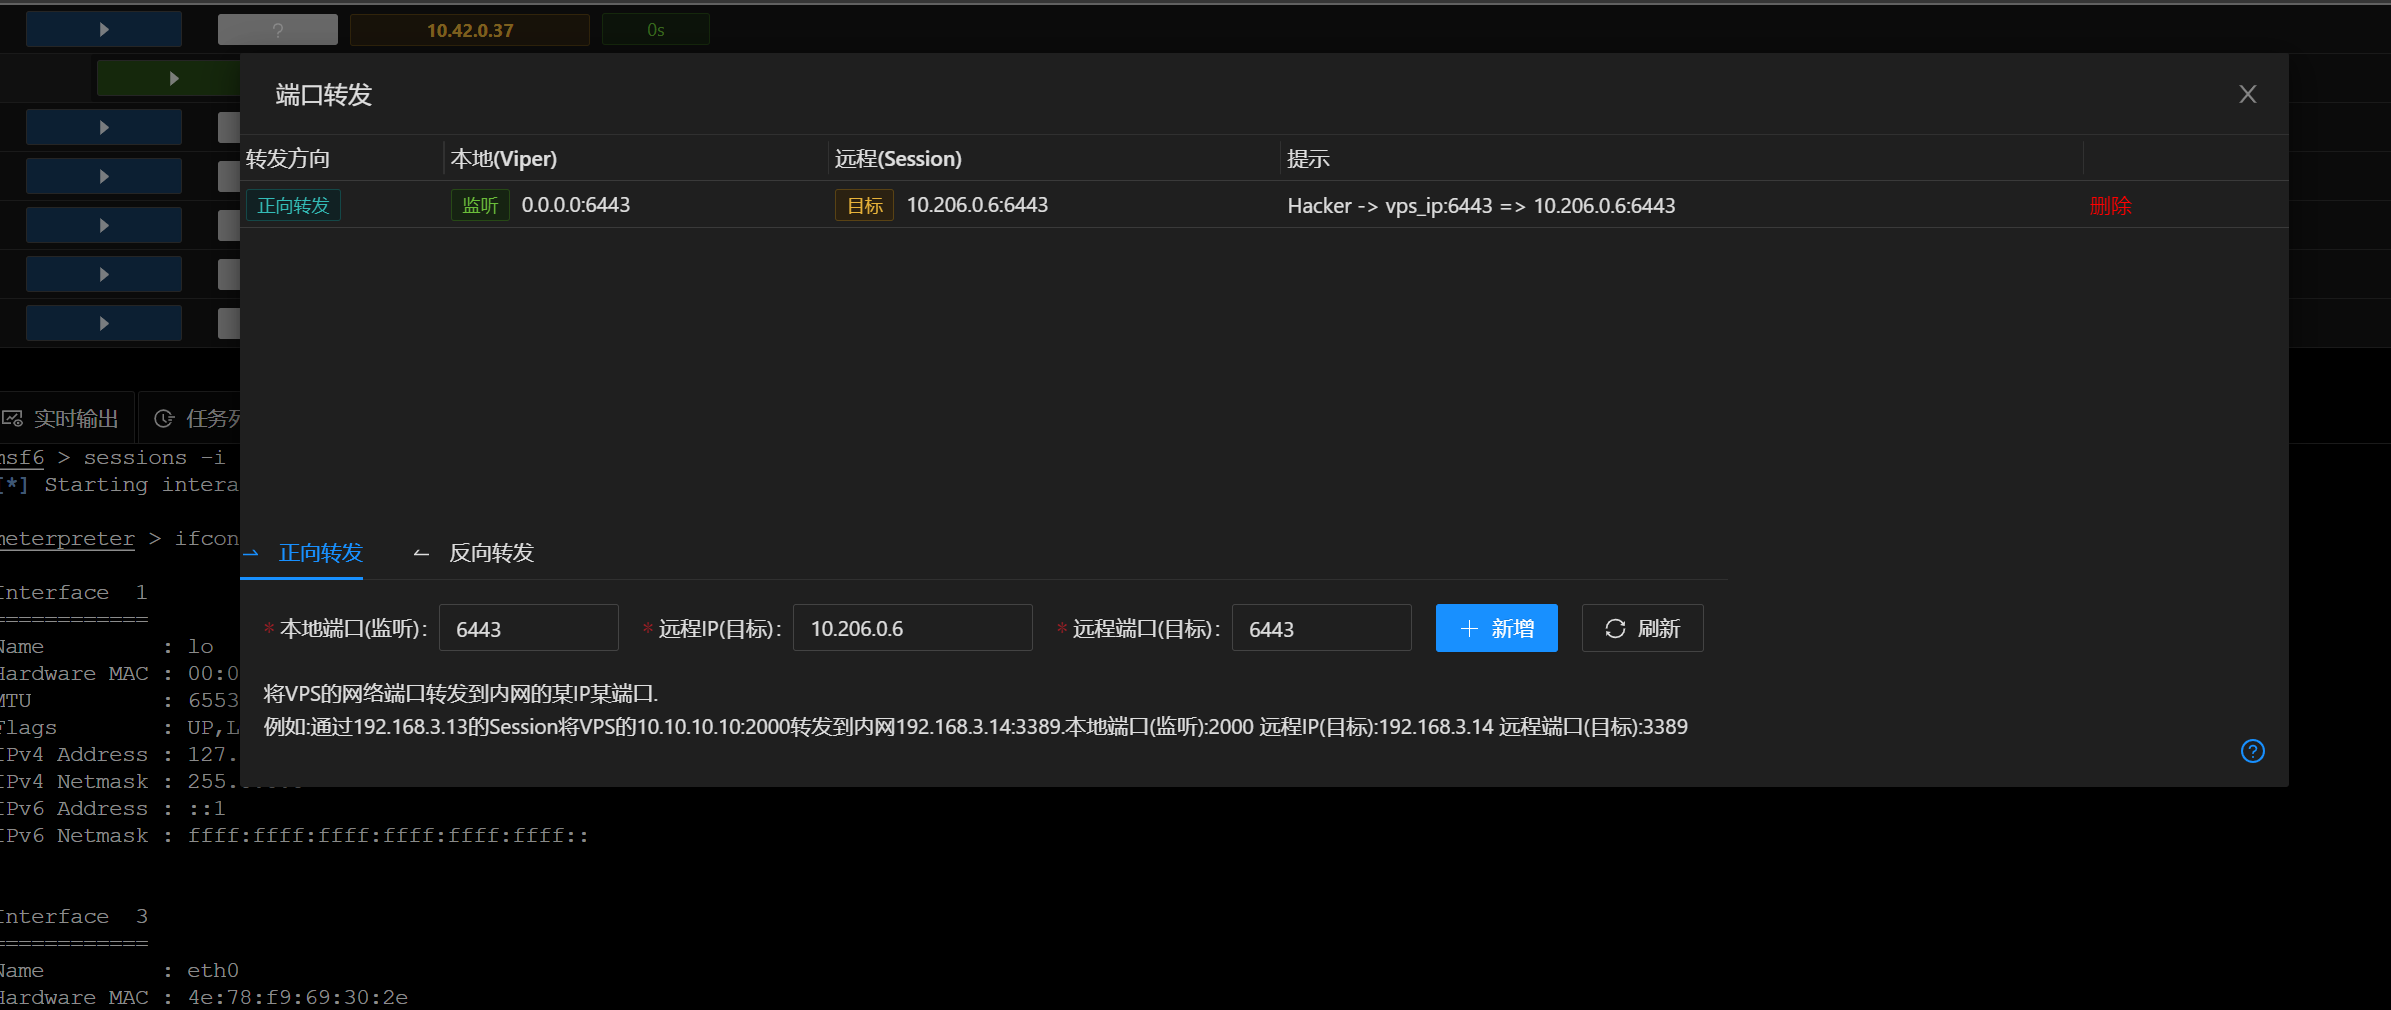 ? 10.42.0.37 0s
端口转发
转发方向 本地(Viper) 远程(Session) 提示
正向转发 监听 0.0.0.0:6443 目标 10.206.0.6:6443 Hacker -> vps_ip:6443 => 10.206.0.6:6443 删除
实时输出 任务列
msf6 > sessions -i
[*] Starting intera
meterpreter > ifcon
正向转发 反向转发
Interface 1
============
* 本地端口(监听): 6443 * 远程IP(目标): 10.206.0.6 * 远程端口(目标): 6443 新增 刷新
Name : lo
Hardware MAC : 00:0
MTU : 6553
Flags : UP,L
将VPS的网络端口转发到内网的某IP某端口.
例如:通过192.168.3.13的Session将VPS的10.10.10.10:2000转发到内网192.168.3.14:3389.本地端口(监听):2000 远程IP(目标):192.168.3.14 远程端口(目标):3389
IPv4 Address : 127.
IPv4 Netmask : 255.
IPv6 Address : ::1
IPv6 Netmask : ffff:ffff:ffff:ffff:ffff:ffff::
Interface 3
============
Name : eth0
Hardware MAC : 4e:78:f9:69:30:2e